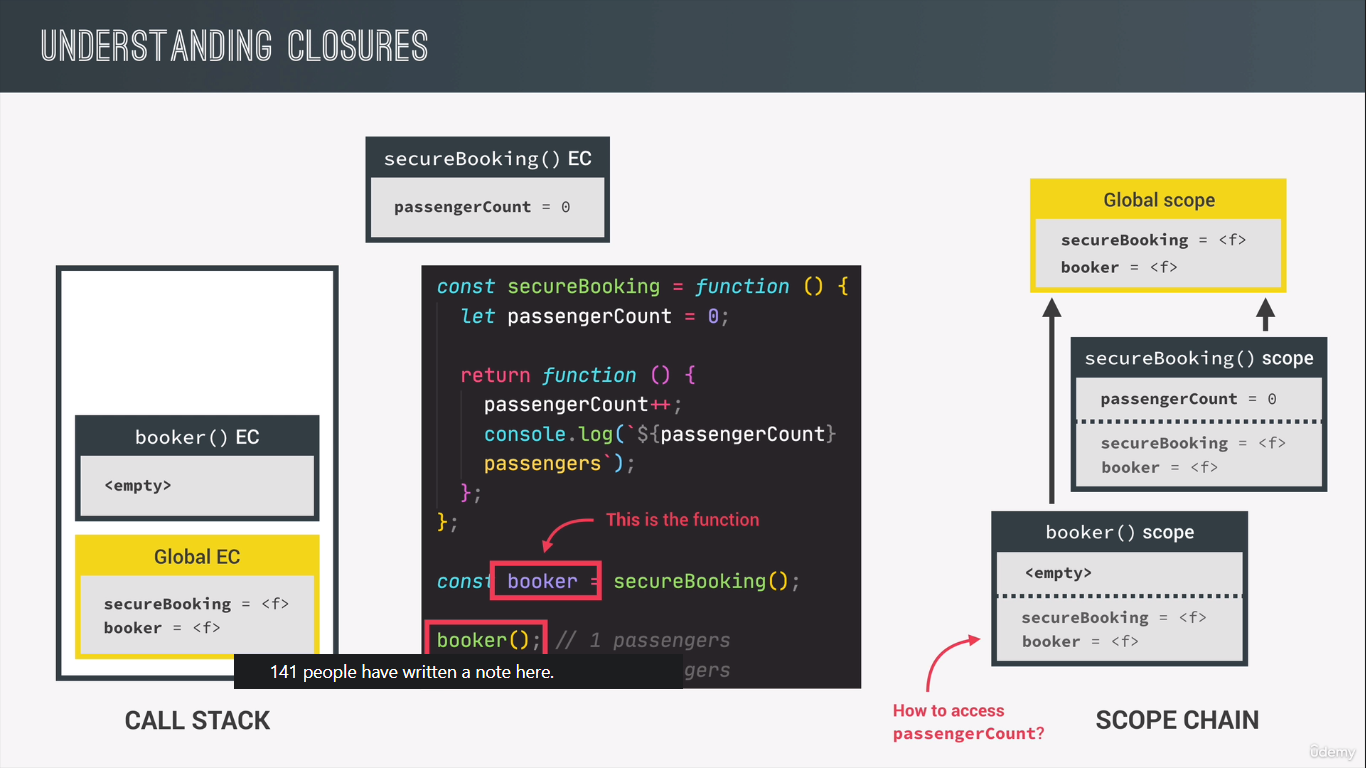 UNDERSTANDING CLOSURES
secureBooking() EC
passengerCount = 0
booker() EC
<empty>
Global EC
secureBooking = <f>
booker = <f>
CALL STACK
const secureBooking = function () {
let passengerCount = 0;
return function () {
passengerCount++;
console.log(`${passengerCount}
passengers`);
};
};
This is the function
const booker = secureBooking();
booker(); // 1 passengers
gers
141 people have written a note here.
Global scope
secureBooking = <f>
booker = <f>
secureBooking() scope
passengerCount = 0
secureBooking = <f>
booker = <f>
booker() scope
<empty>
secureBooking = <f>
booker = <f>
How to access
passengerCount?
SCOPE CHAIN
ûdemy